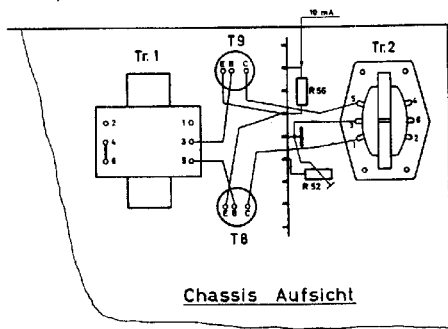 10 mA
Tr.1
T9
Tr.2
E B C
R 56
2 1
4 3
6 5
5 4
3 6
1 2
R 52
E B C
T8
Chassis Aufsicht